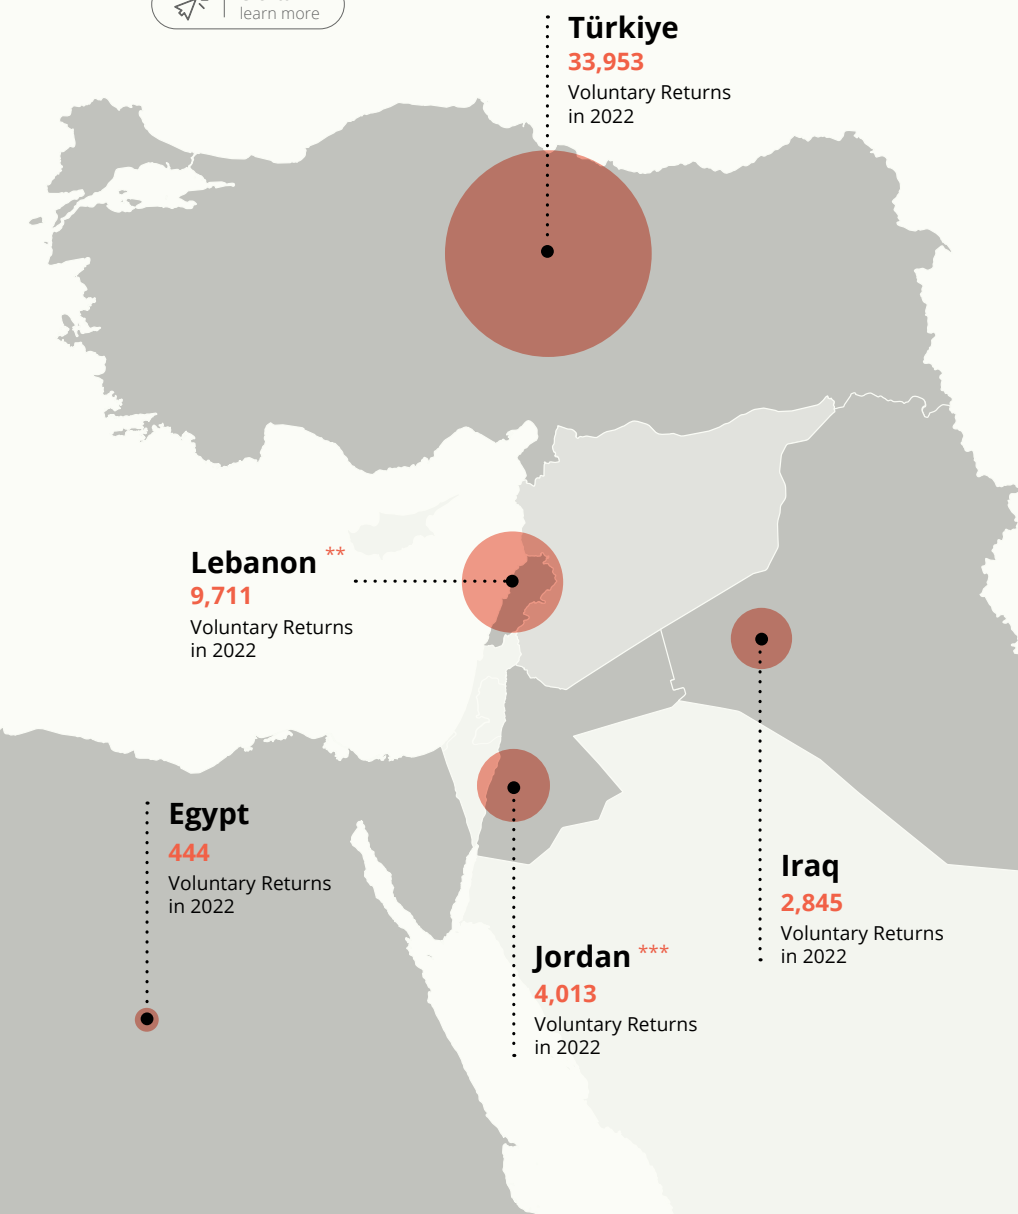 learn more
Türkiye
33,953
Voluntary Returns
in 2022
Lebanon **
9,711
Voluntary Returns
in 2022
Egypt
444
Voluntary Returns
in 2022
Iraq
2,845
Voluntary Returns
in 2022
Jordan ***
4,013
Voluntary Returns
in 2022